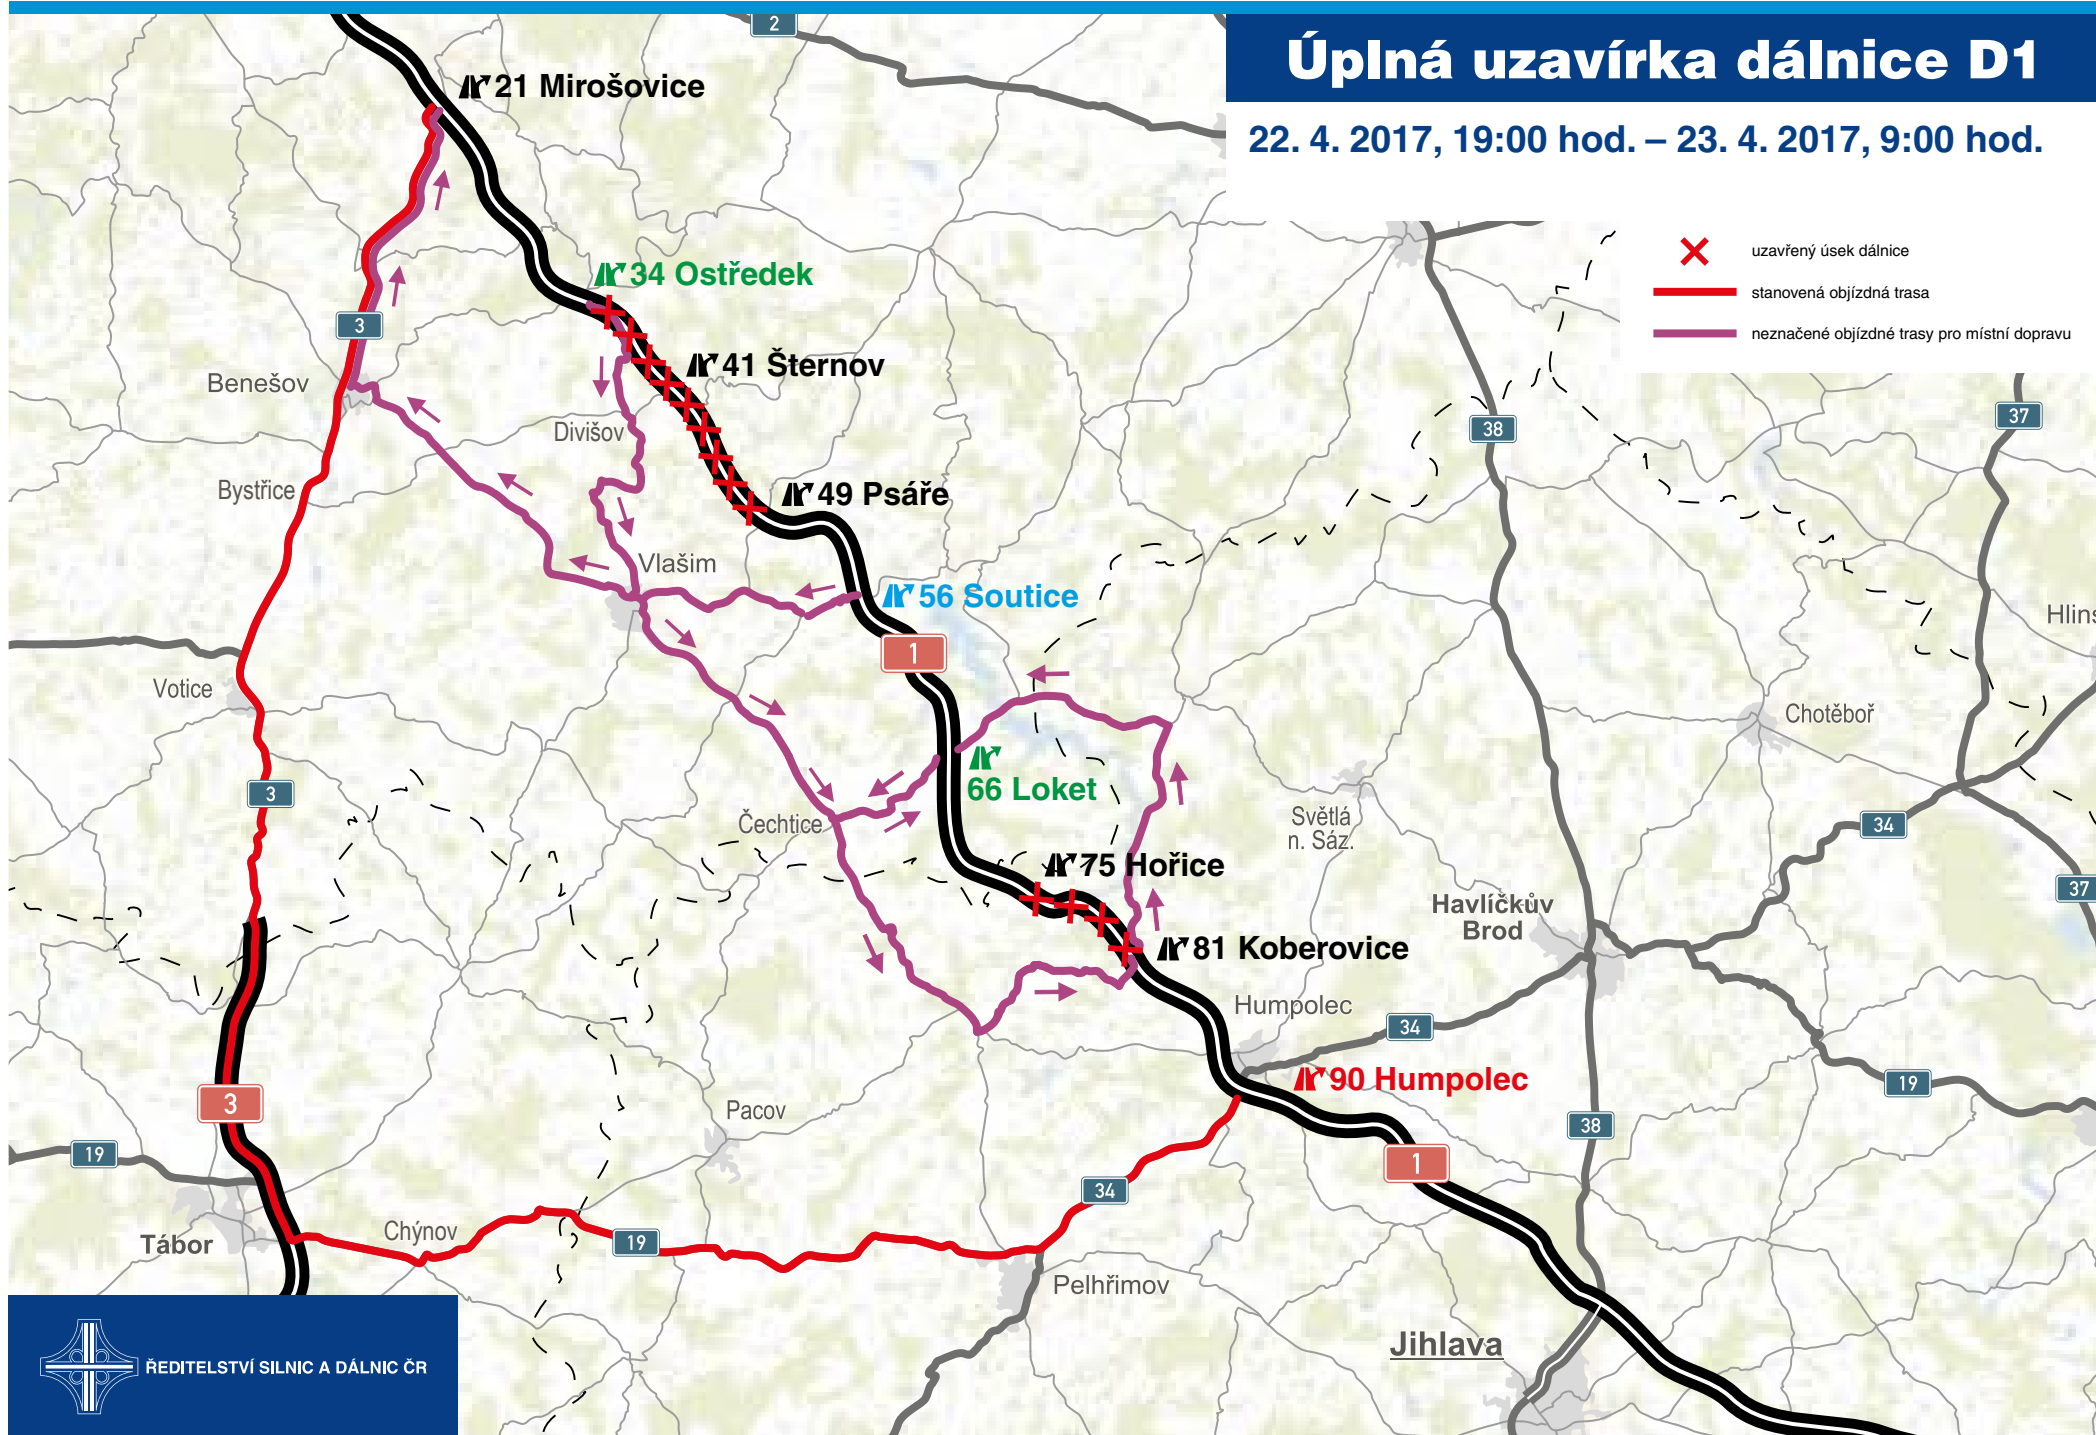 2
Úplná uzavírka dálnice D1
22. 4. 2017, 19:00 hod. – 23. 4. 2017, 9:00 hod.
uzavřený úsek dálnice
stanovená objízdná trasa
neznačené objízdné trasy pro místní dopravu
21 Mirošovice
34 Ostředek
3
41 Šternov
Benešov
37
38
Divišov
Bystřice
49 Psáře
Vlašim
56 Soutice
Hlins
1
Votice
Chotěboř
3
66 Loket
Čechtice
Světlá
n. Sáz.
34
75 Hořice
37
Havlíčkův
Brod
81 Koberovice
Humpolec
34
90 Humpolec
19
3
Pacov
38
19
1
34
Chýnov
19
Tábor
Pelhřimov
Jihlava
ŘEDITELSTVÍ SILNIC A DÁLNIC ČR